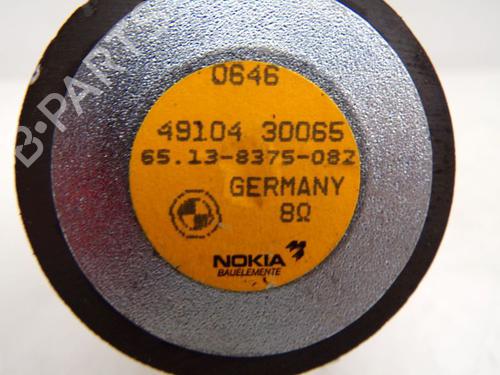 B-PARTS
0646
49104 30065
65.13-8375-082
GERMANY
8Ω
NOKIA
BAUELEMENTE